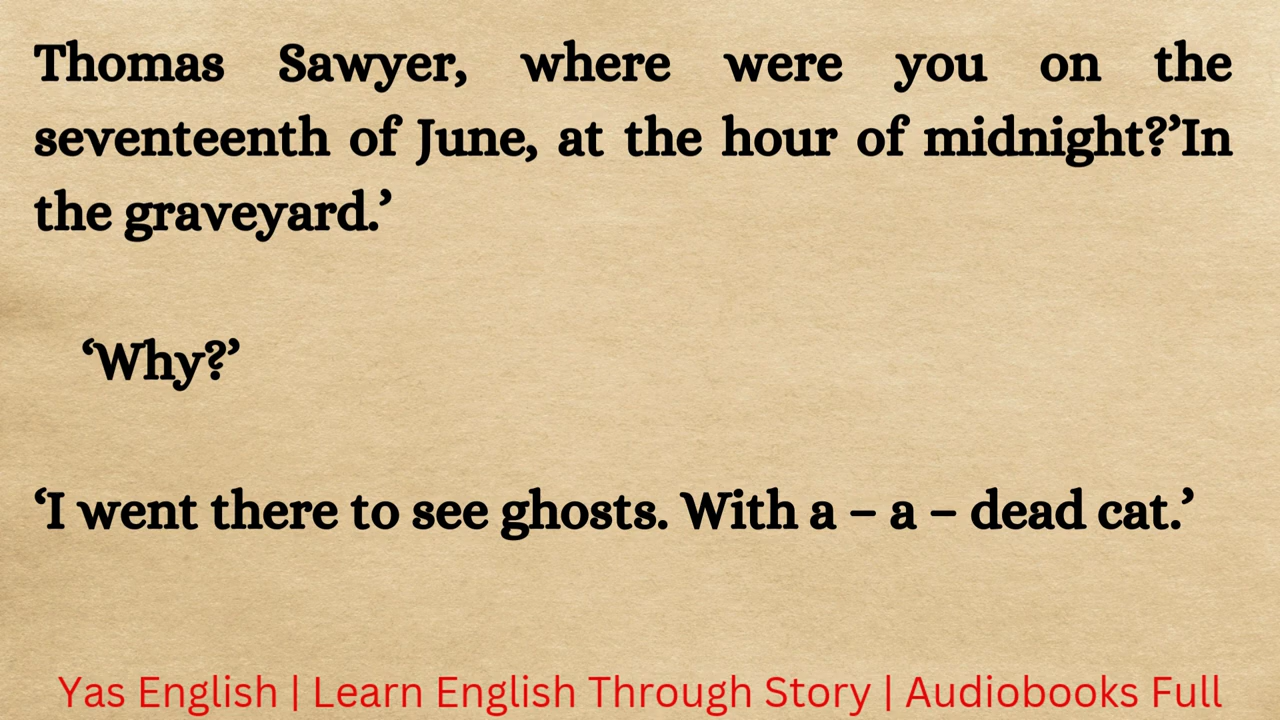 Thomas Sawyer, where were you on the
seventeenth of June, at the hour of midnight?’In
the graveyard.’
‘Why?’
‘I went there to see ghosts. With a – a – dead cat.’
Yas English | Learn English Through Story | Audiobooks Full